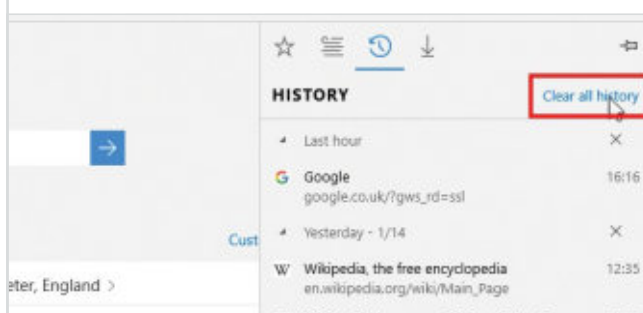 HISTORY Clear all history
Last hour
Google 16:16
google.co.uk/?gws_rd=ssl
Cust
Yesterday - 1/14
W Wikipedia, the free encyclopedia 12:35
eter, England >
en.wikipedia.org/wiki/Main_Page